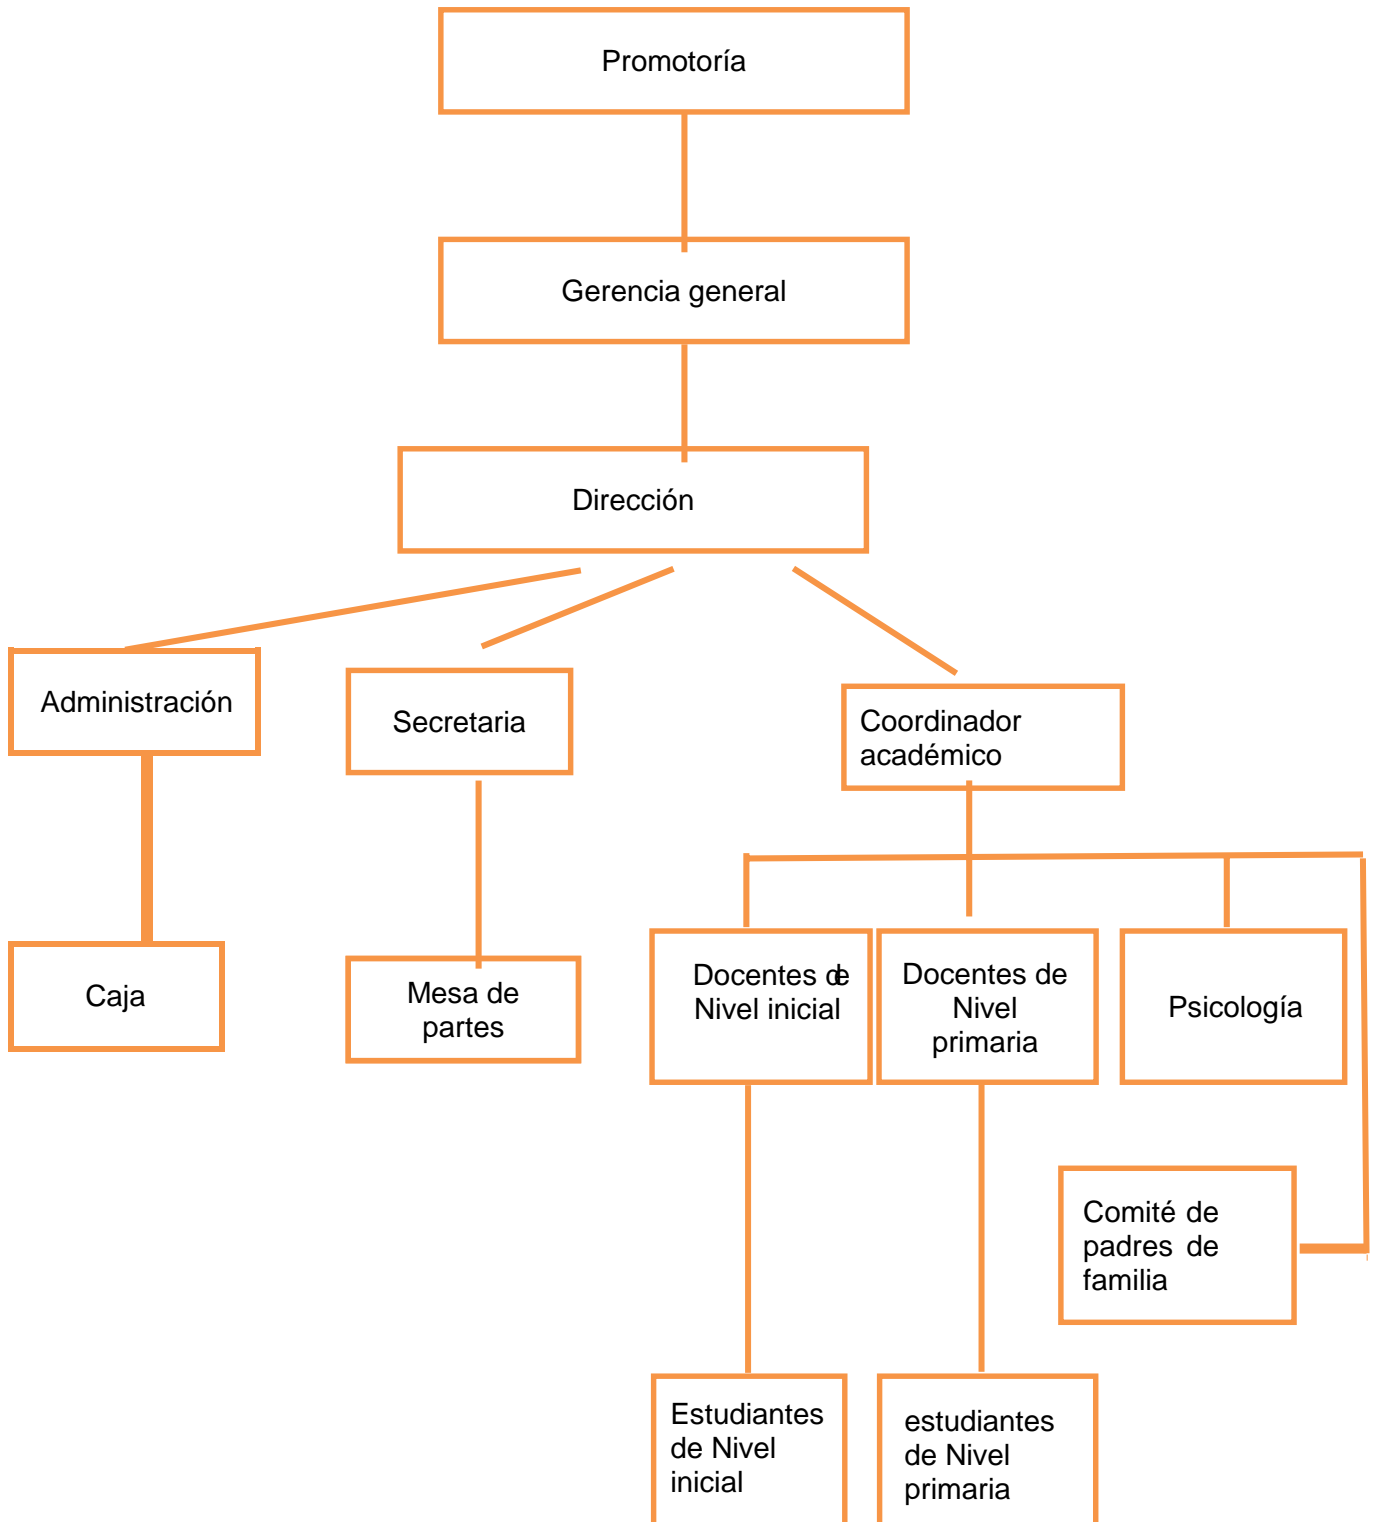 Promotoría
Gerencia general
Dirección
Administración
Secretaria
Coordinador
académico
Caja
Mesa de
partes
Docentes de
Nivel inicial
Docentes de
Nivel
primaria
Psicología
Comité de
padres de
familia
Estudiantes
de Nivel
inicial
estudiantes
de Nivel
primaria